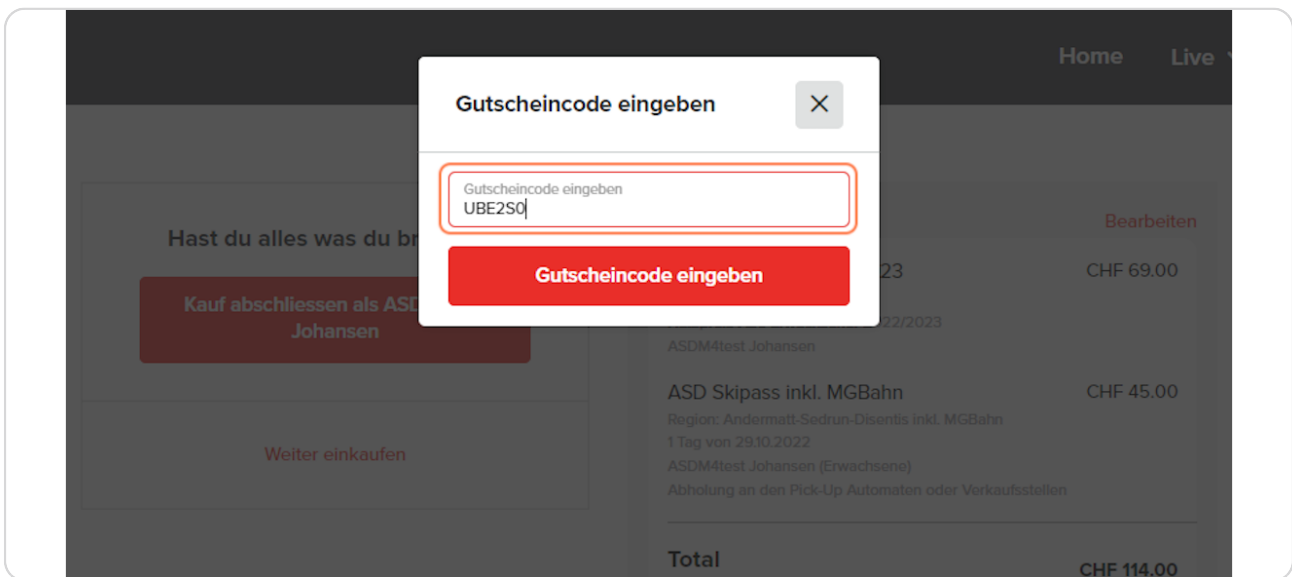 Home Live
Gutscheincode eingeben
Gutscheincode eingeben
UBE2S0
Gutscheincode eingeben
Hast du alles was du br
Kauf abschliessen als ASD
Johansen
Weiter einkaufen
Bearbeiten
23 CHF 69.00
22/2023
ASDM4test Johansen
ASD Skipass inkl. MGBahn CHF 45.00
Region: Andermatt-Sedrun-Disentis inkl. MGBahn
1 Tag von 29.10.2022
ASDM4test Johansen (Erwachsene)
Abholung an den Pick-Up Automaten oder Verkaufsstellen
Total CHF 114.00